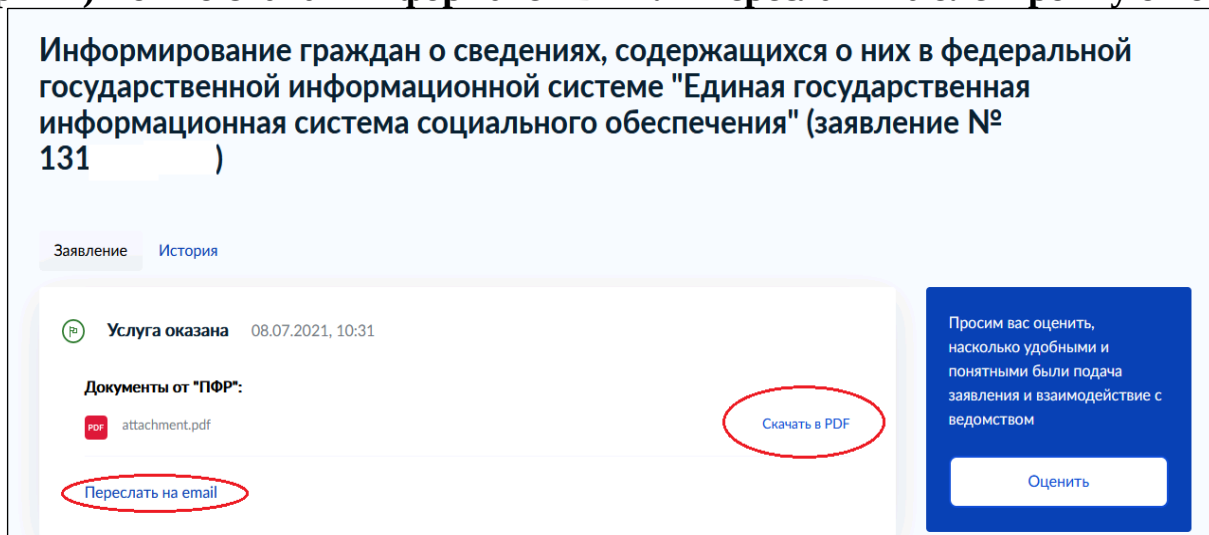 Информирование граждан о сведениях, содержащихся о них в федеральной
государственной информационной системе "Единая государственная
информационная система социального обеспечения" (заявление №
131 )
Заявление История
Услуга оказана 08.07.2021, 10:31
Документы от "ПФР":
PDF attachment.pdf Скачать в PDF
Переслать на email
Просим вас оценить,
насколько удобными и
понятными были подача
заявления и взаимодействие с
ведомством
Оценить